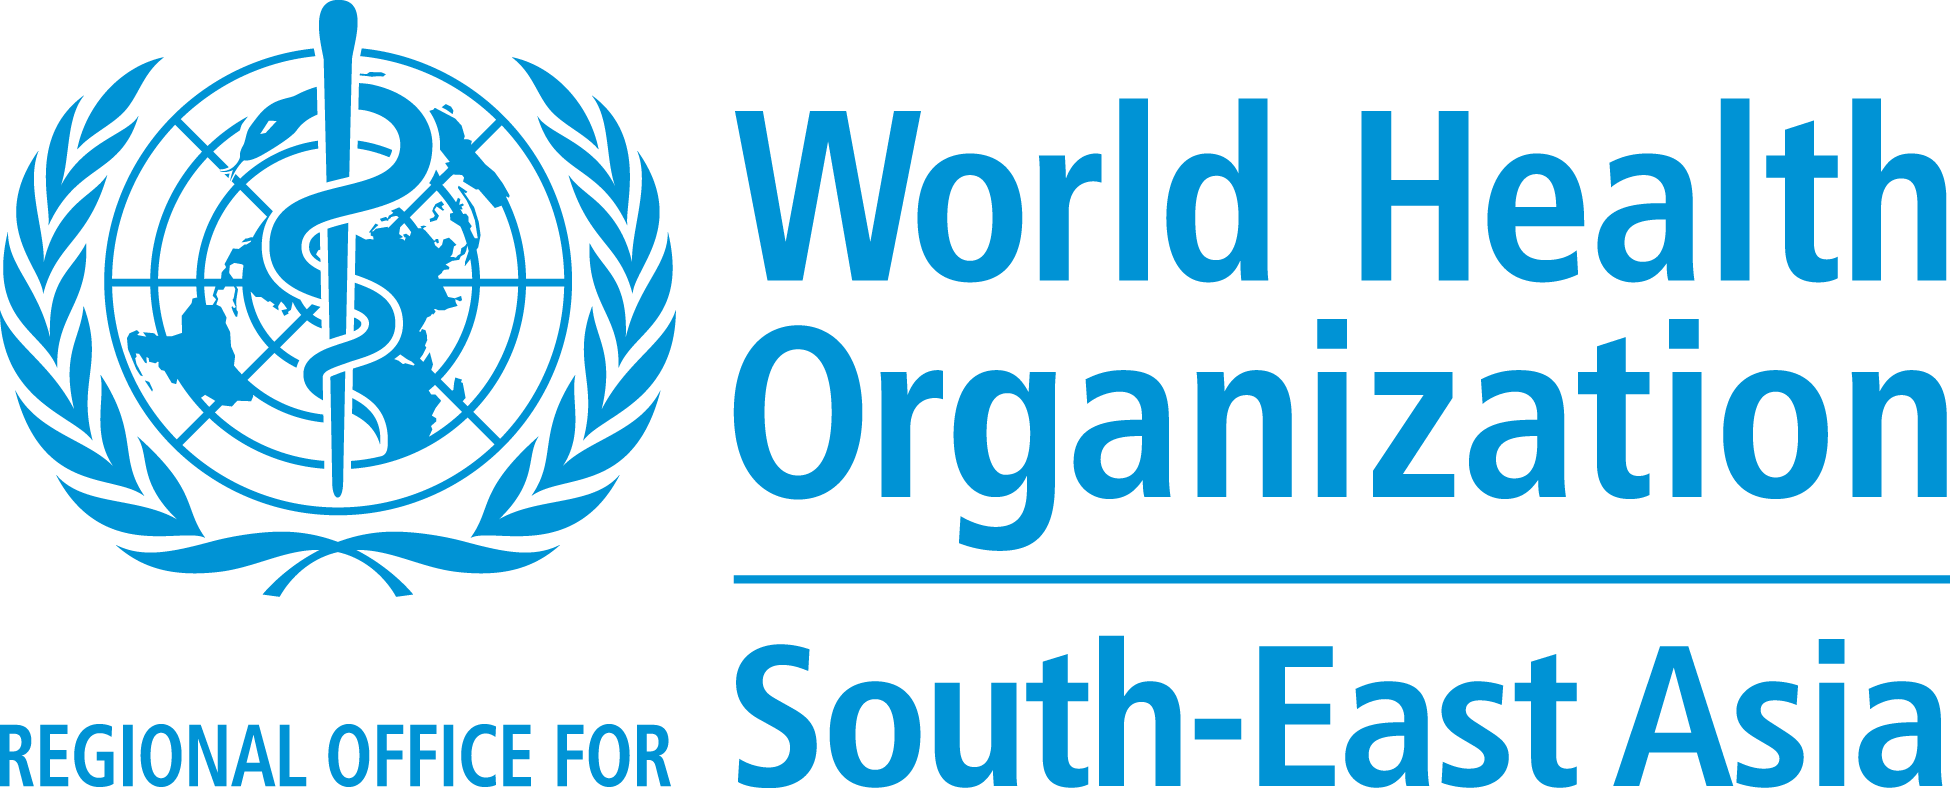 World Health
Organization
REGIONAL OFFICE FOR South-East Asia